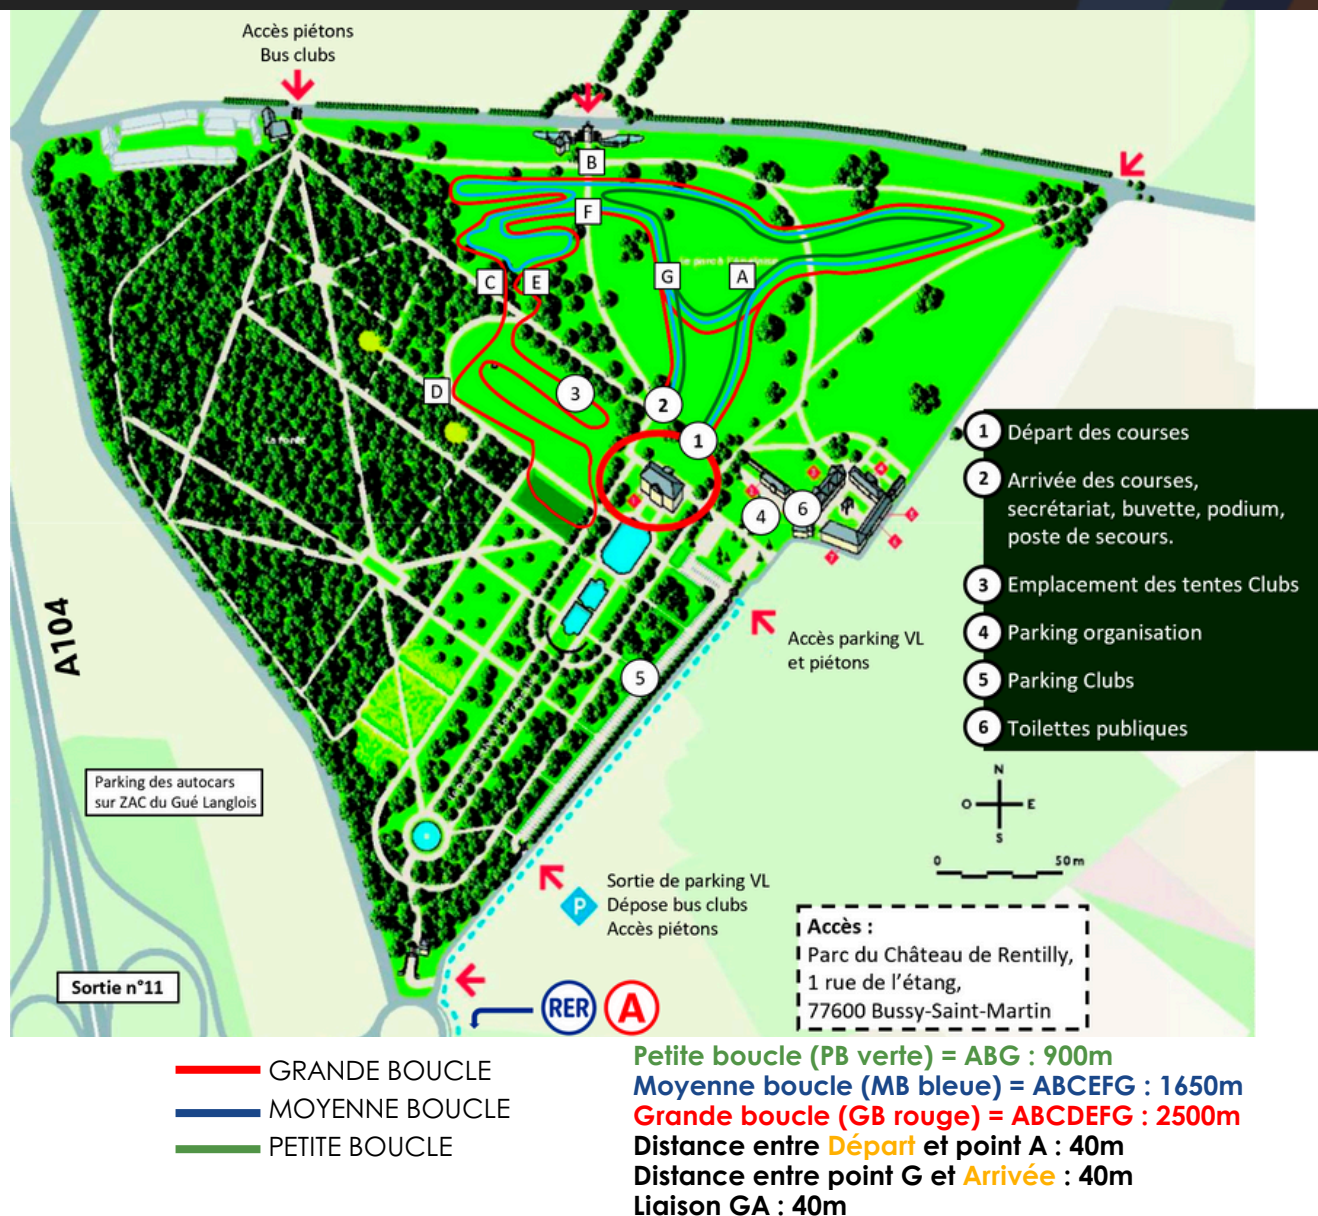 Accès piétons
Bus clubs
B
F
C
E
G
A
D
3
2
1
4
6
5
La forêt
A104
1 Départ des courses
2 Arrivée des courses,
secrétariat, buvette, podium,
poste de secours.
3 Emplacement des tentes Clubs
4 Parking organisation
5 Parking Clubs
6 Toilettes publiques
Accès parking VL
et piétons
N
O E
S
0 50 m
Parking des autocars
sur ZAC du Gué Langlois
Sortie de parking VL
Dépose bus clubs
Accès piétons
P
Accès :
Parc du Château de Rentilly,
1 rue de l'étang,
77600 Bussy-Saint-Martin
Sortie n°11
RER A
GRANDE BOUCLE
MOYENNE BOUCLE
PETITE BOUCLE
Petite boucle (PB verte) = ABG : 900m
Moyenne boucle (MB bleue) = ABCEFG : 1650m
Grande boucle (GB rouge) = ABCDEFG : 2500m
Distance entre Départ et point A : 40m
Distance entre point G et Arrivée : 40m
Liaison GA : 40m